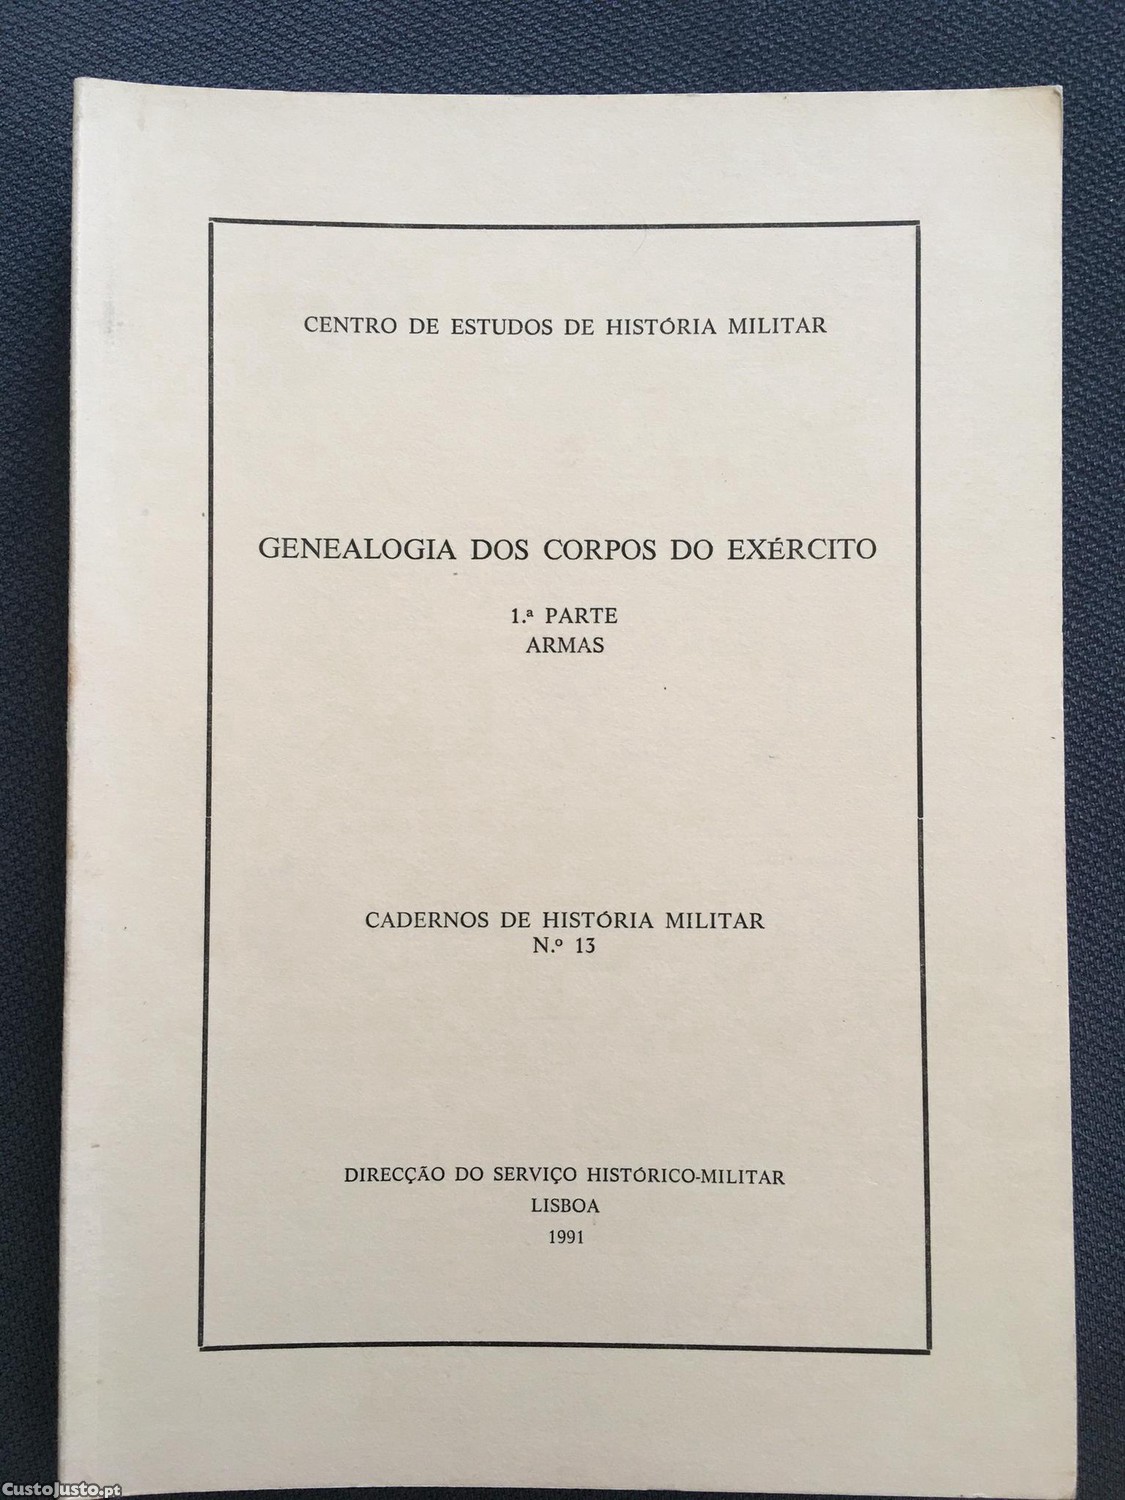 CENTRO DE ESTUDOS DE HISTÓRIA MILITAR
GENEALOGIA DOS CORPOS DO EXÉRCITO
1.ª PARTE
ARMAS
CADERNOS DE HISTÓRIA MILITAR
N.º 13
DIRECÇÃO DO SERVIÇO HISTÓRICO-MILITAR
LISBOA
1991
CustoJusto.pt